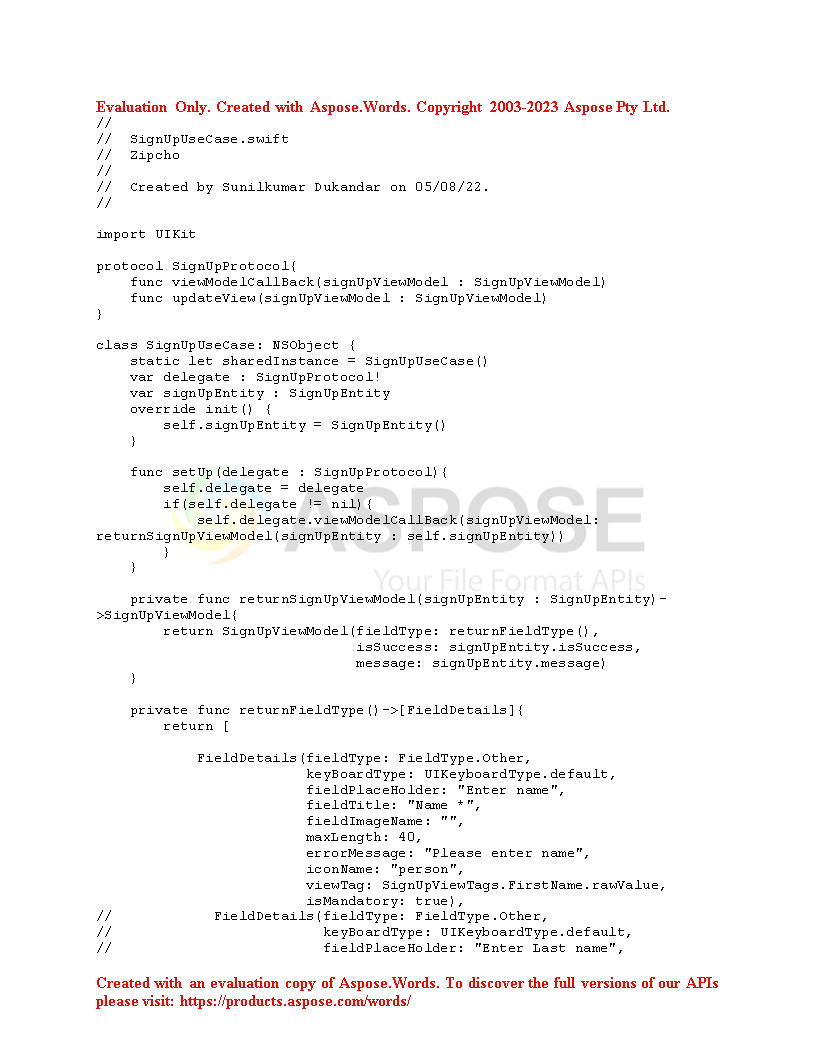 Evaluation Only. Created with Aspose.Words. Copyright 2003-2023 Aspose Pty Ltd.
//
//  SignUpUseCase.swift
//  Zipcho
//
//  Created by Sunilkumar Dukandar on 05/08/22.
//
import UIKit
protocol SignUpProtocol{
    func viewModelCallBack(signUpViewModel : SignUpViewModel)
    func updateView(signUpViewModel : SignUpViewModel)
}
class SignUpUseCase: NSObject {
    static let sharedInstance = SignUpUseCase()
    var delegate : SignUpProtocol!
    var signUpEntity : SignUpEntity
    override init() {
        self.signUpEntity = SignUpEntity()
    }
    func setUp(delegate : SignUpProtocol){
        self.delegate = delegate
        if(self.delegate != nil){
            self.delegate.viewModelCallBack(signUpViewModel:
returnSignUpViewModel(signUpEntity : self.signUpEntity))
        }
    }
ASPOSE
Your File Format APIs
    private func returnSignUpViewModel(signUpEntity : SignUpEntity)-
>SignUpViewModel{
        return SignUpViewModel(fieldType: returnFieldType(),
                               isSuccess: signUpEntity.isSuccess,
                               message: signUpEntity.message)
    }
    private func returnFieldType()->[FieldDetails]{
        return [
            FieldDetails(fieldType: FieldType.Other,
                         keyBoardType: UIKeyboardType.default,
                         fieldPlaceHolder: "Enter name",
                         fieldTitle: "Name *",
                         fieldImageName: "",
                         maxLength: 40,
                         errorMessage: "Please enter name",
                         iconName: "person",
                         viewTag: SignUpViewTags.FirstName.rawValue,
                         isMandatory: true),
//            FieldDetails(fieldType: FieldType.Other,
//                         keyBoardType: UIKeyboardType.default,
//                         fieldPlaceHolder: "Enter Last name",
Created with an evaluation copy of Aspose.Words. To discover the full versions of our APIs
please visit: https://products.aspose.com/words/